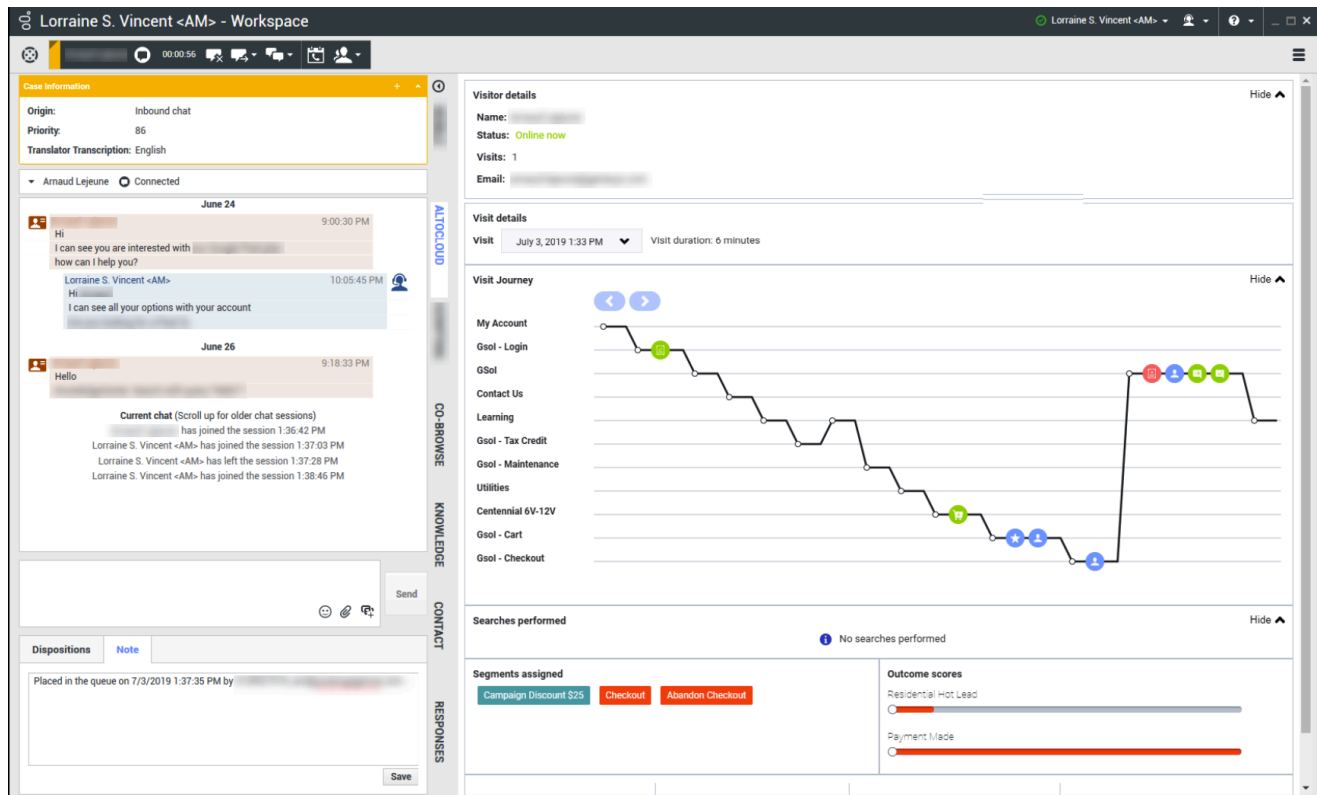 Lorraine S. Vincent <AM> - Workspace
Lorraine S. Vincent <AM>
00:00:56
Case Information
Origin: Inbound chat
Priority: 86
Translator Transcription: English
Arnaud Lejeune Connected
June 24
9:00:30 PM
Hi
I can see you are interested with
how can I help you?
Lorraine S. Vincent <AM> 10:05:45 PM
Hi
I can see all your options with your account
June 26
9:18:33 PM
Hello
Current chat (Scroll up for older chat sessions)
has joined the session 1:36:42 PM
Lorraine S. Vincent <AM> has joined the session 1:37:03 PM
Lorraine S. Vincent <AM> has left the session 1:37:28 PM
Lorraine S. Vincent <AM> has joined the session 1:38:46 PM
Send
Dispositions Note
Placed in the queue on 7/3/2019 1:37:35 PM by
Save
ALTOCLOUD
CO-BROWSE
KNOWLEDGE
CONTACT
RESPONSES
Visitor details Hide
Name:
Status: Online now
Visits: 1
Email:
Visit details
Visit July 3, 2019 1:33 PM Visit duration: 6 minutes
Visit Journey Hide
My Account
Gsol - Login
GSol
Contact Us
Learning
Gsol - Tax Credit
Gsol - Maintenance
Utilities
Centennial 6V-12V
Gsol - Cart
Gsol - Checkout
Searches performed Hide
No searches performed
Segments assigned
Campaign Discount $25 Checkout Abandon Checkout
Outcome scores
Residential Hot Lead
Payment Made